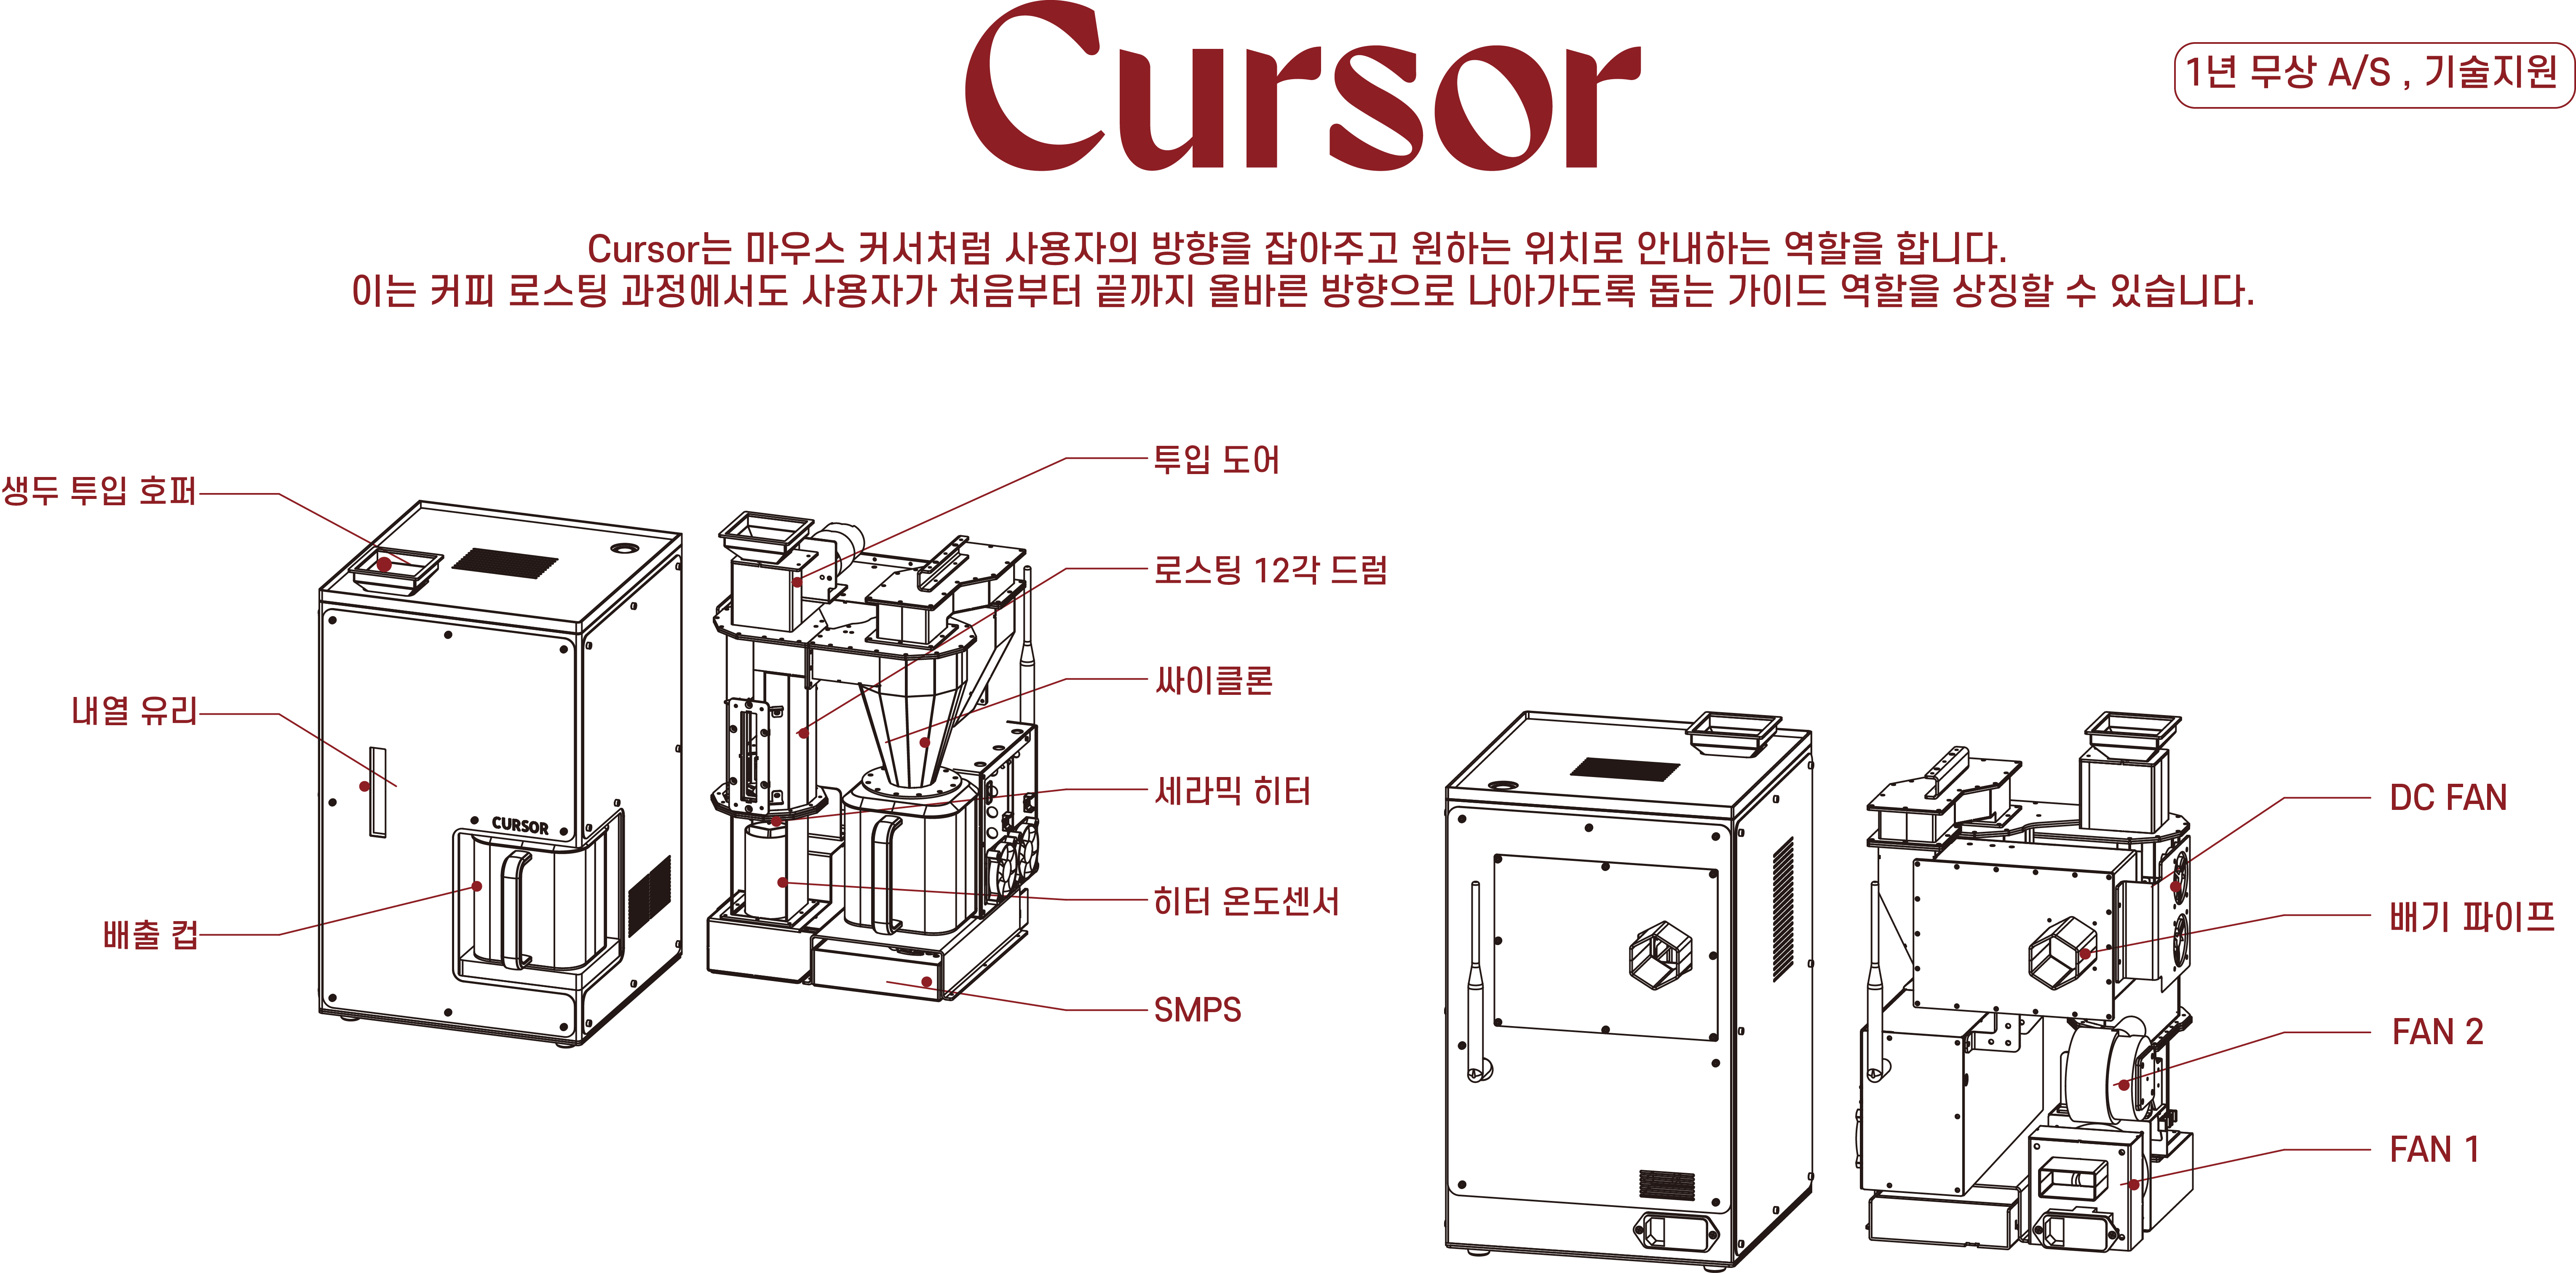 Cursor
1년 무상 A/S , 기술지원
Cursor는 마우스 커서처럼 사용자의 방향을 잡아주고 원하는 위치로 안내하는 역할을 합니다.
이는 커피 로스팅 과정에서도 사용자가 처음부터 끝까지 올바른 방향으로 나아가도록 돕는 가이드 역할을 상징할 수 있습니다.
생두 투입 호퍼
내열 유리
배출 컵
CURSOR
투입 도어
로스팅 12각 드럼
싸이클론
세라믹 히터
히터 온도센서
SMPS
DC FAN
배기 파이프
FAN 2
FAN 1